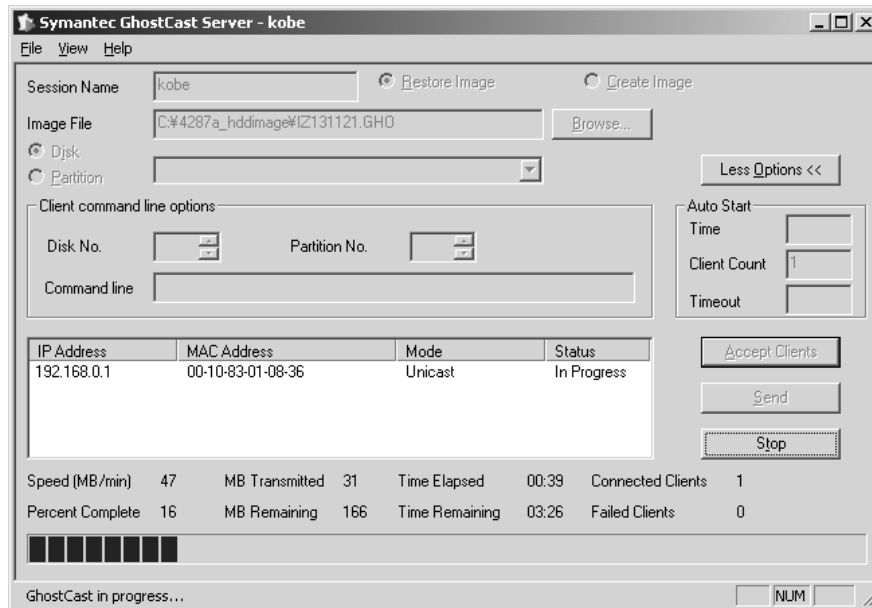 Symantec GhostCast Server - kobe
File View Help
Session Name kobe Restore Image Create Image
Image File C:¥4287a_hddimage¥IZ131121.GHO Browse...
Disk
Partition Less Options <<
Client command line options Auto Start
Time
Disk No. Partition No. Client Count 1
Command line Timeout
IP Address MAC Address Mode Status
192.168.0.1 00-10-83-01-08-36 Unicast In Progress
Accept Clients
Send
Stop
Speed (MB/min) 47 MB Transmitted 31 Time Elapsed 00:39 Connected Clients 1
Percent Complete 16 MB Remaining 166 Time Remaining 03:26 Failed Clients 0
GhostCast in progress... NUM